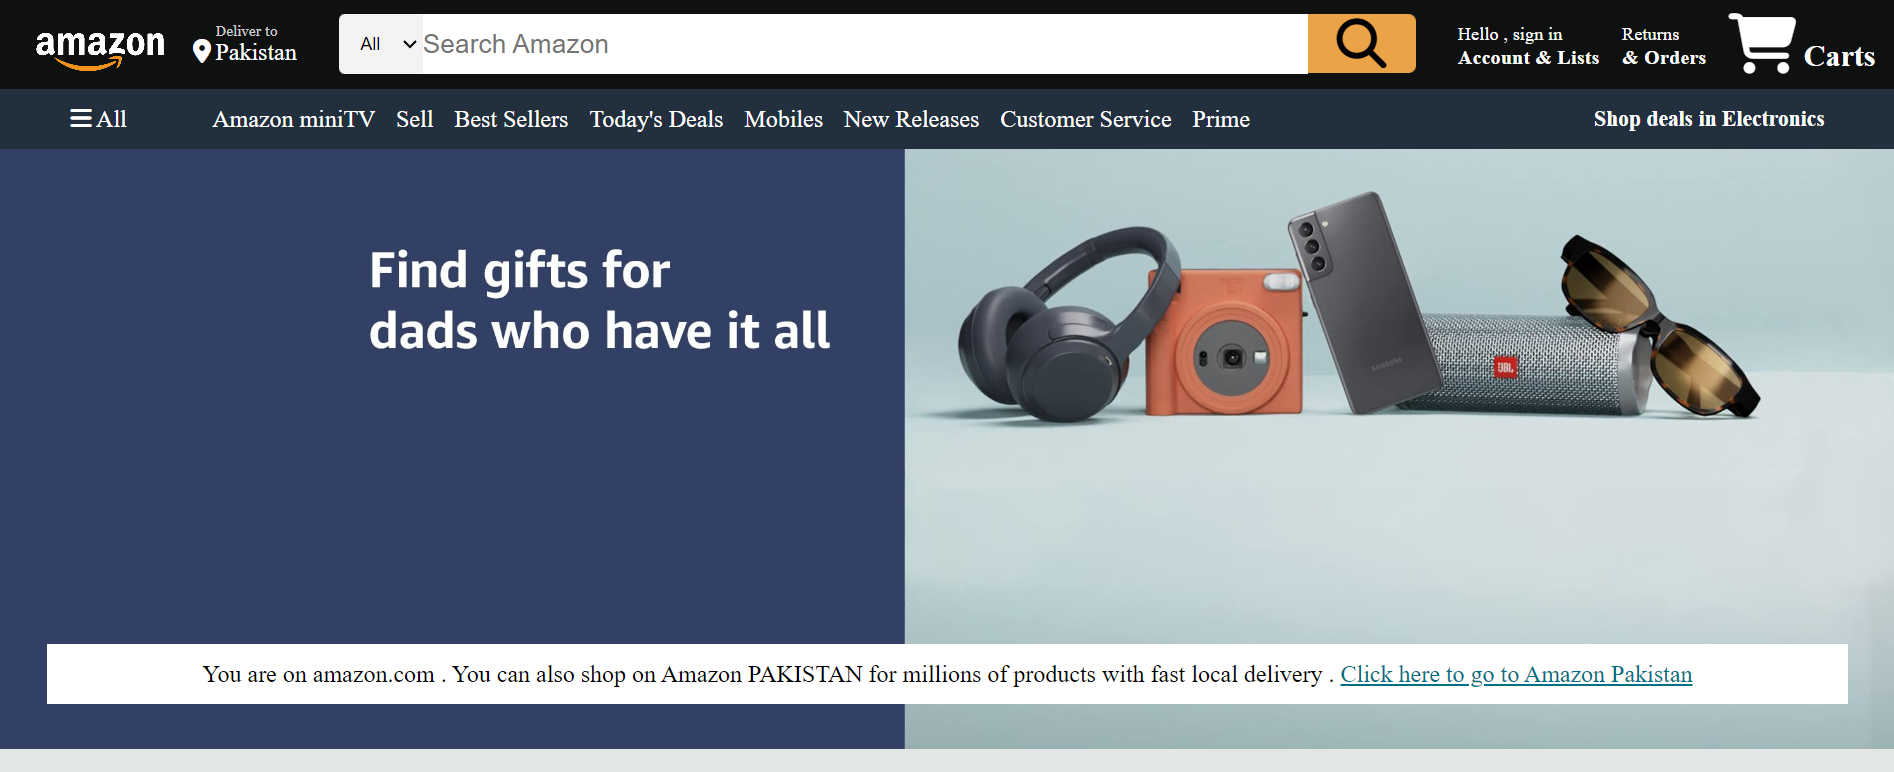 amazon
Deliver to
Pakistan
All
Search Amazon
Hello , sign in
Account & Lists
Returns
& Orders
Carts
All
Amazon miniTV Sell Best Sellers Today's Deals Mobiles New Releases Customer Service Prime
Shop deals in Electronics
Find gifts for
dads who have it all
SAMSUNG
JBL
You are on amazon.com . You can also shop on Amazon PAKISTAN for millions of products with fast local delivery . Click here to go to Amazon Pakistan